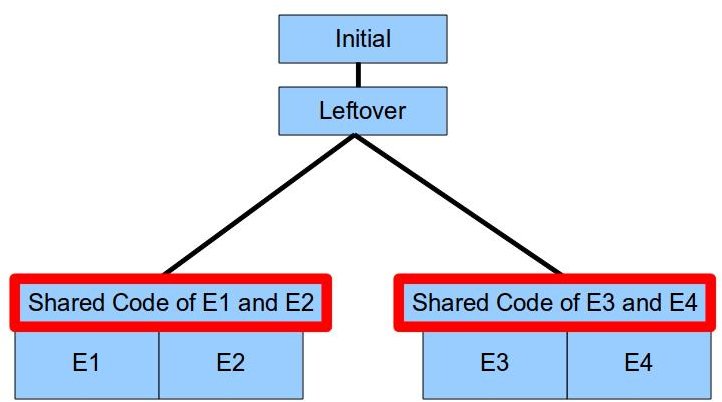 Initial
Leftover
Shared Code of E1 and E2
Shared Code of E3 and E4
E1
E2
E3
E4